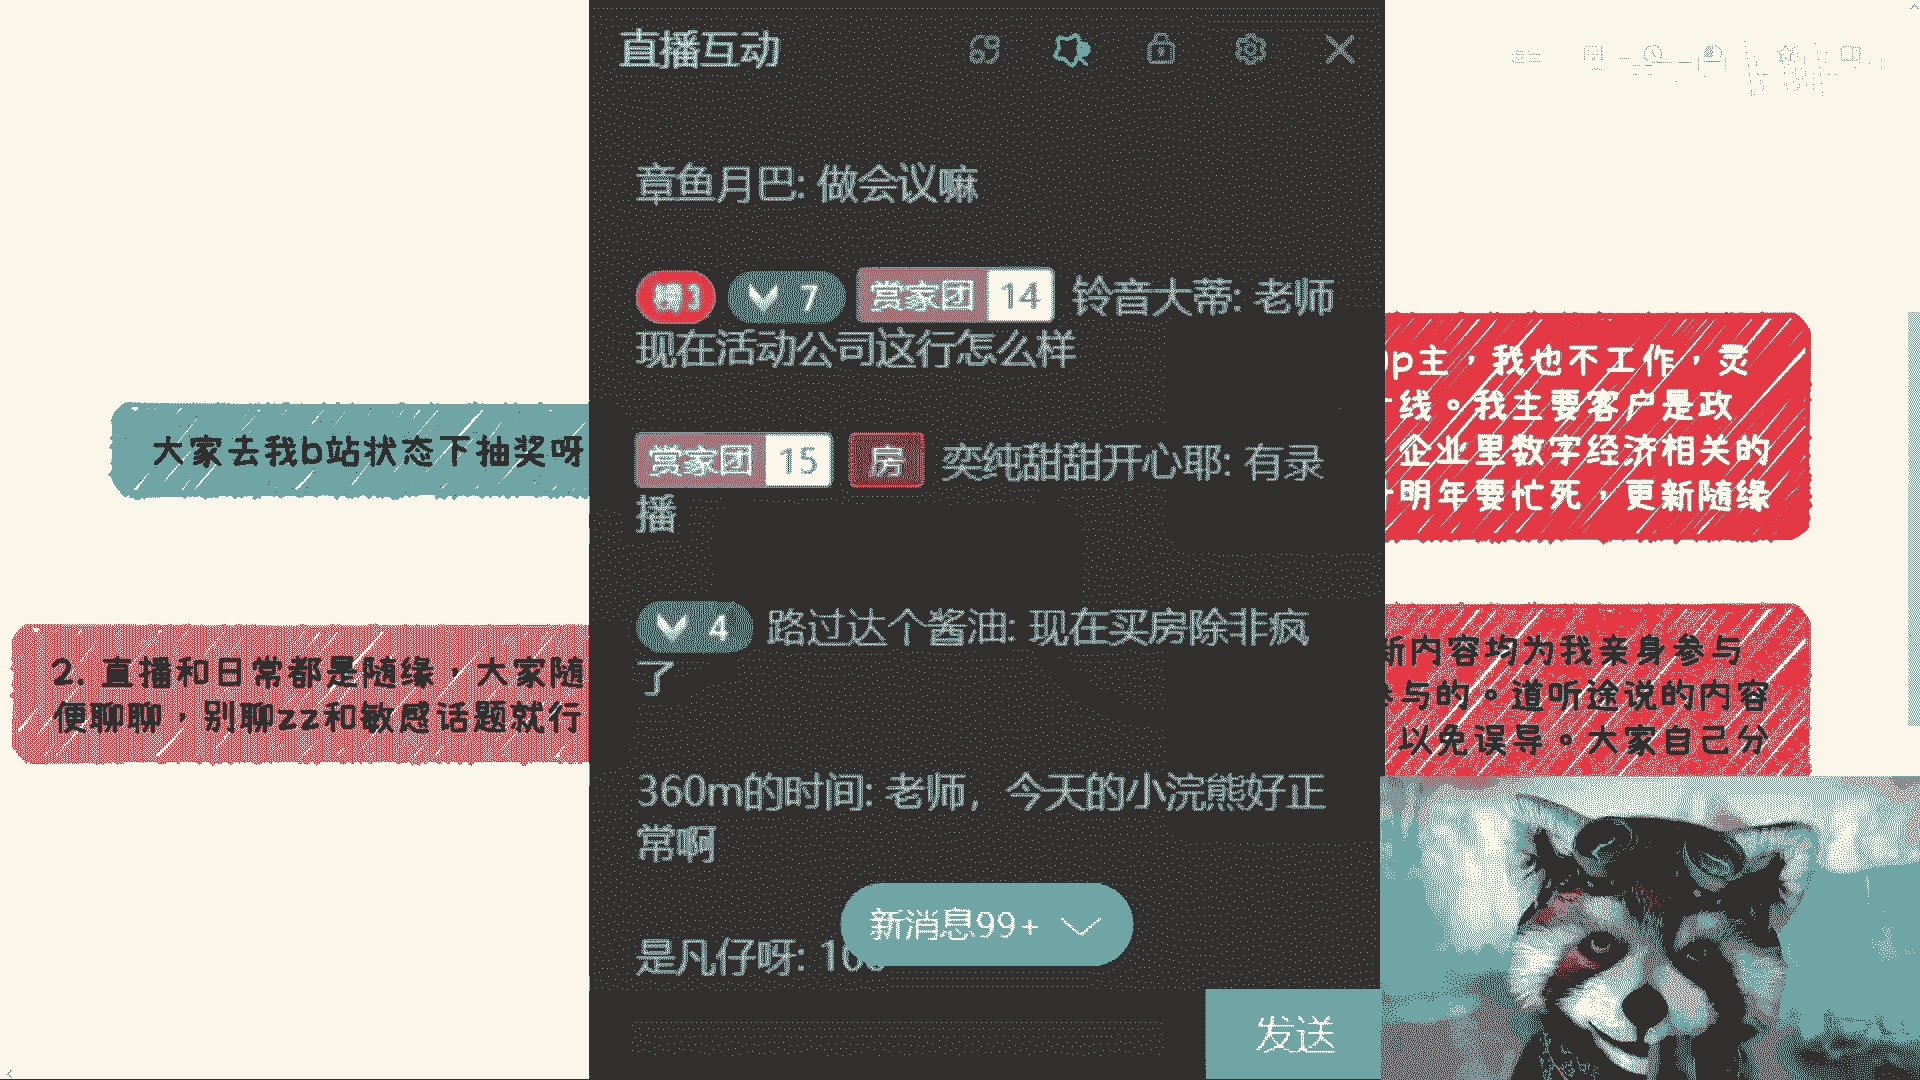 直播互动
章鱼月巴: 做会议嘛
榜3 7 赏家团 14 铃音大蒂: 老师
现在活动公司这行怎么样
赏家团 15 房 奕纯甜甜开心耶: 有录
播
4 路过达个酱油: 现在买房除非疯
了
360m的时间: 老师，今天的小浣熊好正
常啊
新消息99+
是凡仔呀: 100
发送
大家去我b站状态下抽奖呀
2. 直播和日常都是随缘，大家随
便聊聊，别聊zz和敏感话题就行
p主，我也不工作，灵
线。我主要客户是政
企业里数字经济相关的
明年要忙死，更新随缘
新内容均为我亲身参与
参与的。道听途说的内容
以免误导。大家自己分